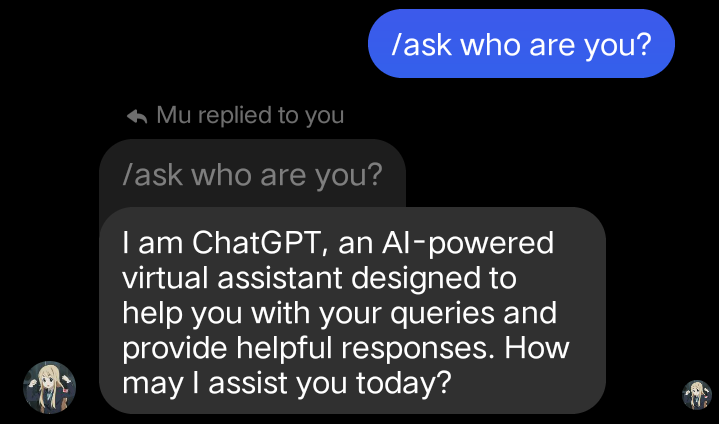 /ask who are you?
Mu replied to you
/ask who are you?
I am ChatGPT, an AI-powered
virtual assistant designed to
help you with your queries and
provide helpful responses. How
may I assist you today?